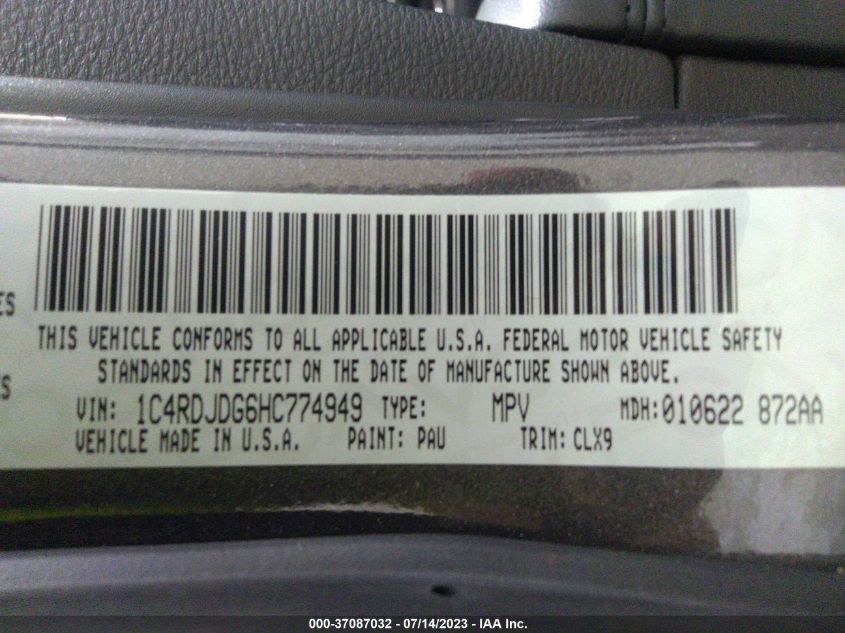 ES
THIS VEHICLE CONFORMS TO ALL APPLICABLE U.S.A. FEDERAL MOTOR VEHICLE SAFETY
STANDARDS IN EFFECT ON THE DATE OF MANUFACTURE SHOWN ABOVE.
S
VIN: 1C4RDJDG6HC774949 TYPE: MPV MDH:010622 872AA
VEHICLE MADE IN U.S.A. PAINT: PAU TRIM: CLX9
000-37087032 / 07/14/2023 - IAA Inc.